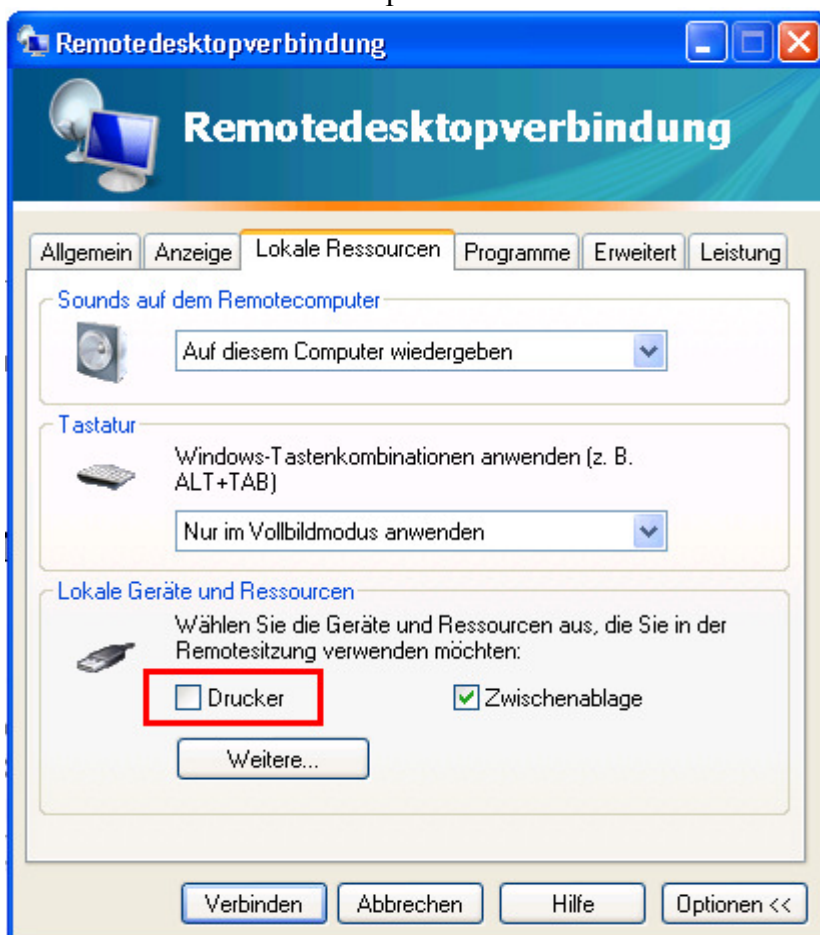 Remotedesktopverbindung
Remotedesktopverbindung
Allgemein Anzeige Lokale Ressourcen Programme Erweitert Leistung
Sounds auf dem Remotecomputer
Auf diesem Computer wiedergeben
Tastatur
Windows-Tastenkombinationen anwenden (z. B.
ALT+TAB)
Nur im Vollbildmodus anwenden
Lokale Geräte und Ressourcen
Wählen Sie die Geräte und Ressourcen aus, die Sie in der
Remotesitzung verwenden möchten:
Drucker Zwischenablage
Weitere...
Verbinden Abbrechen Hilfe Optionen <<